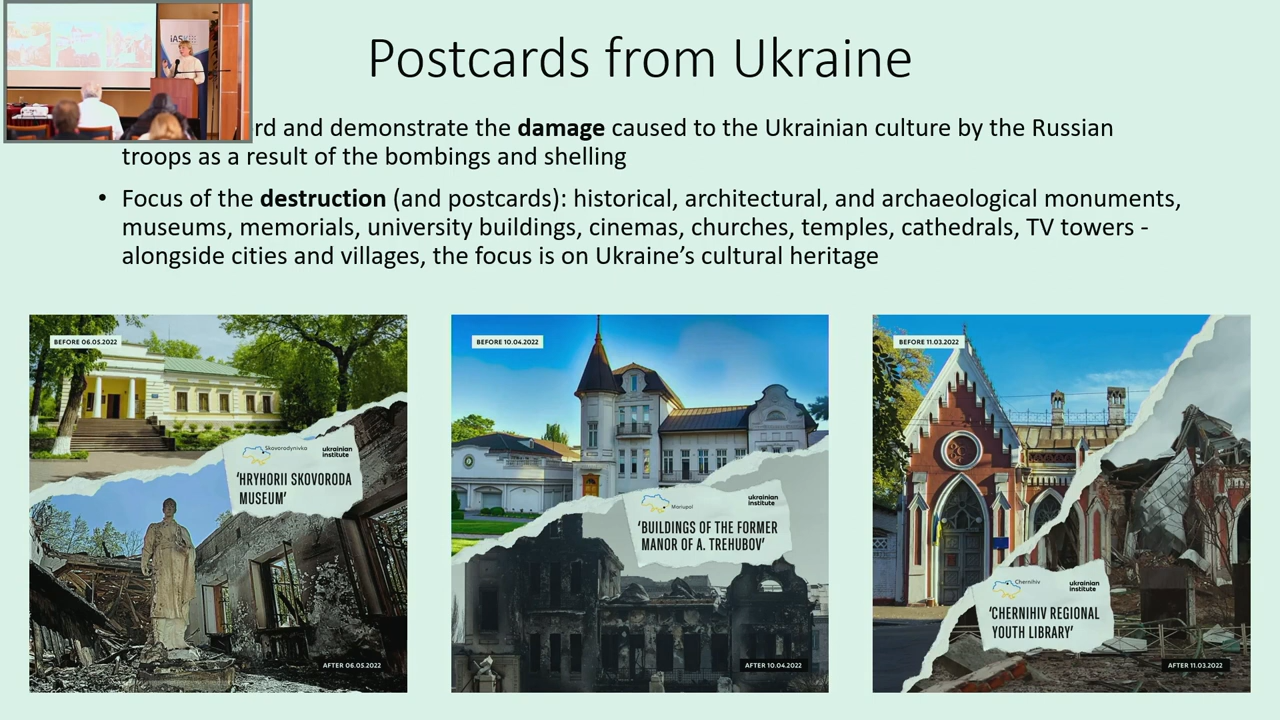 Postcards from Ukraine
rd and demonstrate the damage caused to the Ukrainian culture by the Russian
troops as a result of the bombings and shelling
• Focus of the destruction (and postcards): historical, architectural, and archaeological monuments,
museums, memorials, university buildings, cinemas, churches, temples, cathedrals, TV towers -
alongside cities and villages, the focus is on Ukraine’s cultural heritage
BEFORE 06.05.2022
Skovorodynivka
ukrainian
institute
‘HRYHORII SKOVORODA
MUSEUM’
AFTER 06.05.2022
BEFORE 10.04.2022
Mariupol
ukrainian
institute
‘BUILDINGS OF THE FORMER
MANOR OF A. TREHUBOV’
AFTER 10.04.2022
BEFORE 11.03.2022
Chernihiv
ukrainian
institute
‘CHERNIHIV REGIONAL
YOUTH LIBRARY’
AFTER 11.03.2022